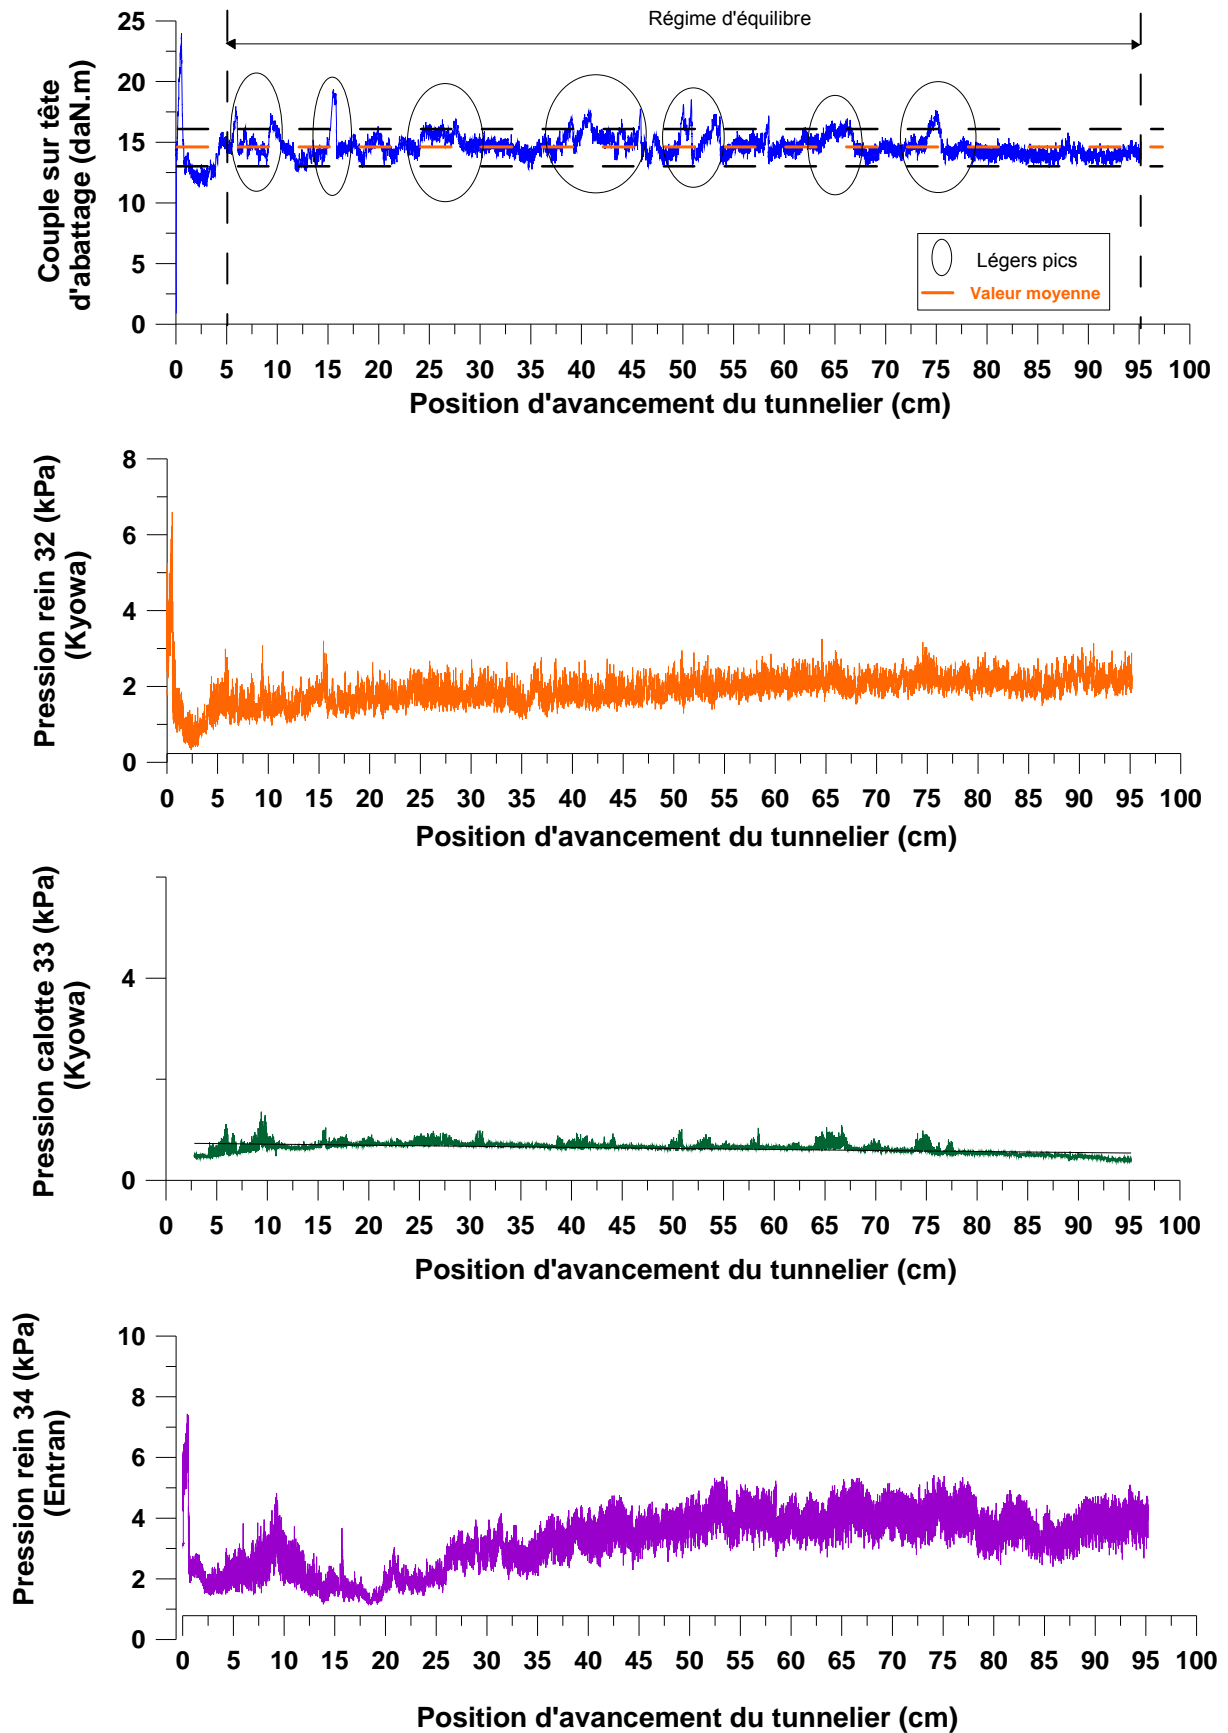 Régime d'équilibre
Couple sur tête
d'abattage (daN.m)
25
20
15
10
5
0
Légers pics
Valeur moyenne
0 5 10 15 20 25 30 35 40 45 50 55 60 65 70 75 80 85 90 95 100
Position d'avancement du tunnelier (cm)
Pression rein 32 (kPa)
(Kyowa)
8
6
4
2
0
0 5 10 15 20 25 30 35 40 45 50 55 60 65 70 75 80 85 90 95 100
Position d'avancement du tunnelier (cm)
Pression calotte 33 (kPa)
(Kyowa)
4
0
0 5 10 15 20 25 30 35 40 45 50 55 60 65 70 75 80 85 90 95 100
Position d'avancement du tunnelier (cm)
Pression rein 34 (kPa)
(Entran)
10
8
6
4
2
0
0 5 10 15 20 25 30 35 40 45 50 55 60 65 70 75 80 85 90 95 100
Position d'avancement du tunnelier (cm)